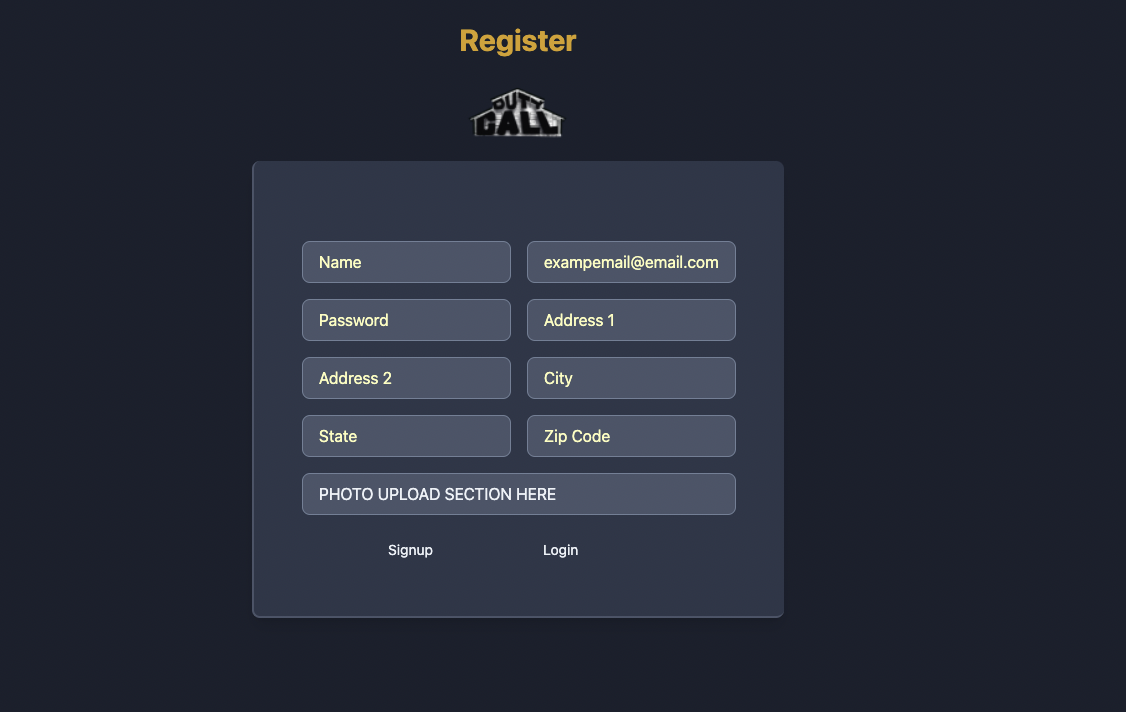 Register
DUTY
CALL
Name
exampemail@email.com
Password
Address 1
Address 2
City
State
Zip Code
PHOTO UPLOAD SECTION HERE
Signup
Login